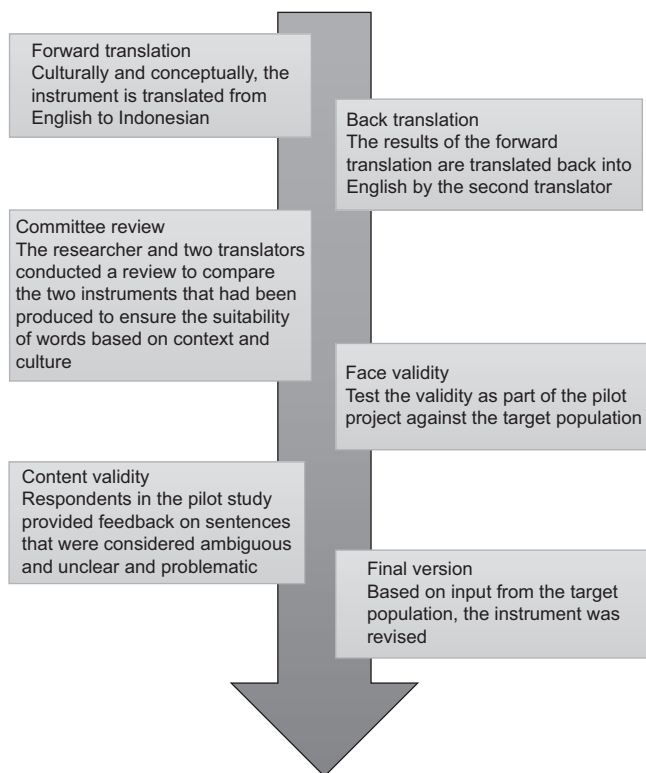 Forward translation
Culturally and conceptually, the
instrument is translated from
English to Indonesian
Back translation
The results of the forward
translation are translated back into
English by the second translator
Committee review
The researcher and two translators
conducted a review to compare
the two instruments that had been
produced to ensure the suitability
of words based on context and
culture
Face validity
Test the validity as part of the pilot
project against the target population
Content validity
Respondents in the pilot study
provided feedback on sentences
that were considered ambiguous
and unclear and problematic
Final version
Based on input from the target
population, the instrument was
revised